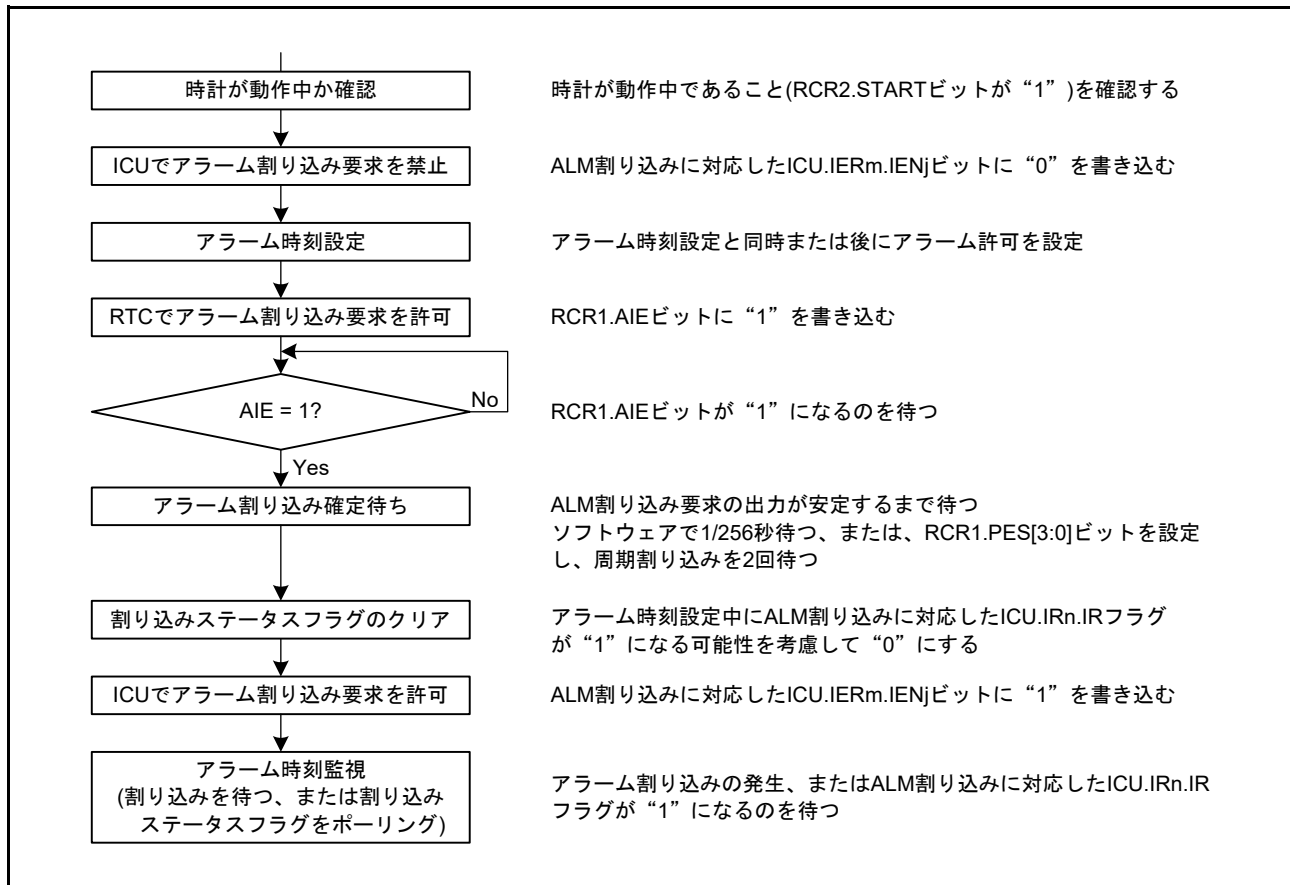 時計が動作中か確認
時計が動作中であること(RCR2.STARTビットが“1”)を確認する
ICUでアラーム割り込み要求を禁止
ALM割り込みに対応したICU.IERm.IENjビットに“0”を書き込む
アラーム時刻設定
アラーム時刻設定と同時または後にアラーム許可を設定
RTCでアラーム割り込み要求を許可
RCR1.AIEビットに“1”を書き込む
AIE = 1?
No
RCR1.AIEビットが“1”になるのを待つ
Yes
アラーム割り込み確定待ち
ALM割り込み要求の出力が安定するまで待つ
ソフトウェアで1/256秒待つ、または、RCR1.PES[3:0]ビットを設定
し、周期割り込みを2回待つ
割り込みステータスフラグのクリア
アラーム時刻設定中にALM割り込みに対応したICU.IRn.IRフラグ
が“1”になる可能性を考慮して“0”にする
ICUでアラーム割り込み要求を許可
ALM割り込みに対応したICU.IERm.IENjビットに“1”を書き込む
アラーム時刻監視
(割り込みを待つ、または割り込み
ステータスフラグをポーリング)
アラーム割り込みの発生、またはALM割り込みに対応したICU.IRn.IR
フラグが“1”になるのを待つ